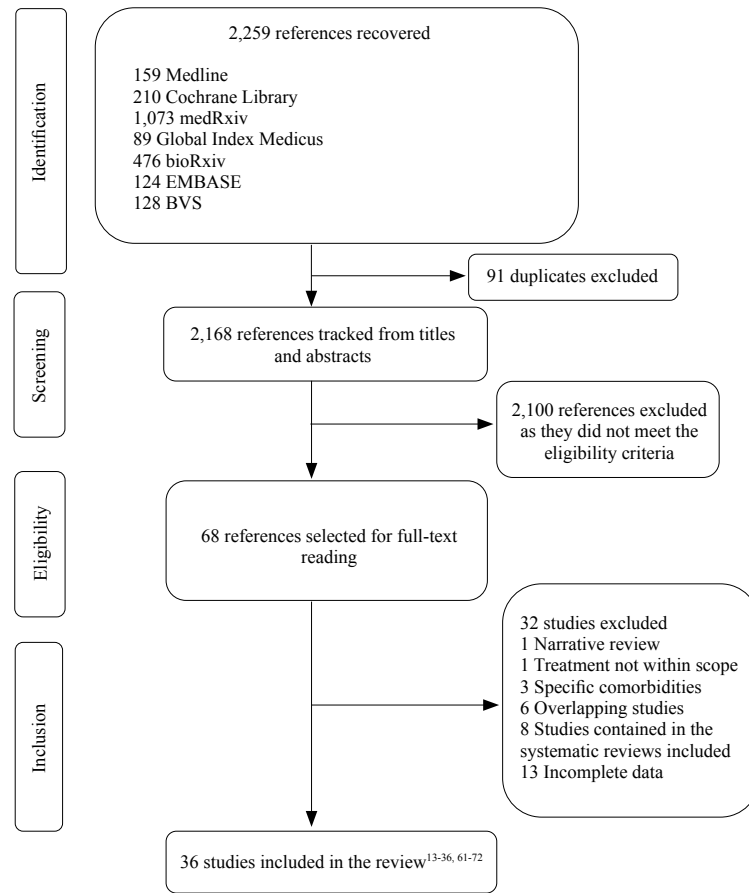 Identification
2,259 references recovered
159 Medline
210 Cochrane Library
1,073 medRxiv
89 Global Index Medicus
476 bioRxiv
124 EMBASE
128 BVS
91 duplicates excluded
Screening
2,168 references tracked from titles
and abstracts
2,100 references excluded
as they did not meet the
eligibility criteria
Eligibility
68 references selected for full-text
reading
Inclusion
32 studies excluded
1 Narrative review
1 Treatment not within scope
3 Specific comorbidities
6 Overlapping studies
8 Studies contained in the
systematic reviews included
13 Incomplete data
36 studies included in the review13-36, 61-72